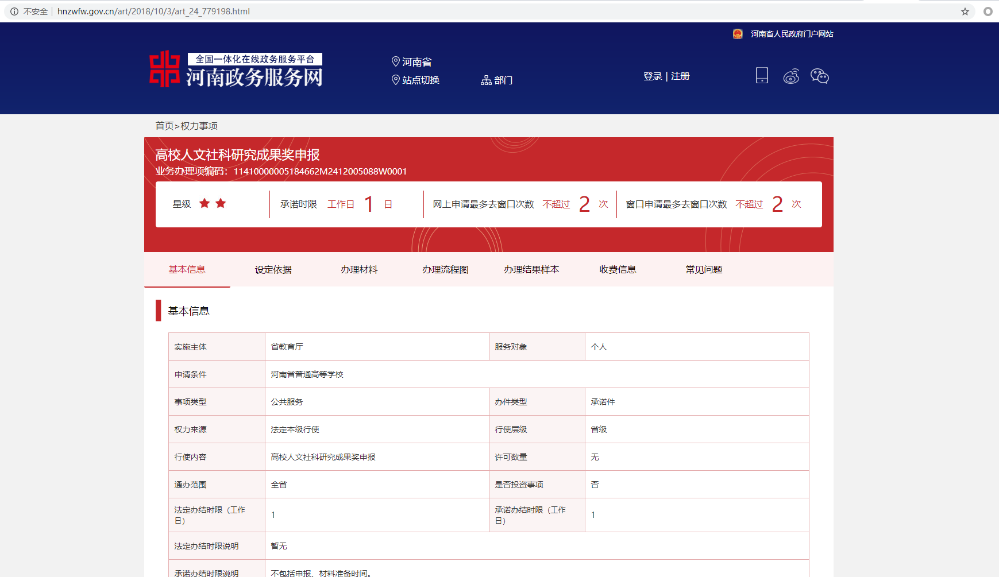 不安全 | hnzwfw.gov.cn/art/2018/10/3/art_24_779198.html
河南省人民政府门户网站
全国一体化在线政务服务平台
河南政务服务网
河南省
站点切换 部门
登录 | 注册
首页>权力事项
高校人文社科研究成果奖申报
业务办理项编码：11410000005184662M2412005088W0001
星级 承诺时限 工作日 1 日 网上申请最多去窗口次数 不超过 2 次 窗口申请最多去窗口次数 不超过 2 次
基本信息 设定依据 办理材料 办理流程图 办理结果样本 收费信息 常见问题
基本信息
实施主体 省教育厅 服务对象 个人
申请条件 河南省普通高等学校
事项类型 公共服务 办件类型 承诺件
权力来源 法定本级行使 行使层级 省级
行使内容 高校人文社科研究成果奖申报 许可数量 无
通办范围 全省 是否投资事项 否
法定办结时限（工作日） 1 承诺办结时限（工作日） 1
法定办结时限说明 暂无
承诺办结时限说明 不包括申报、材料准备时间。